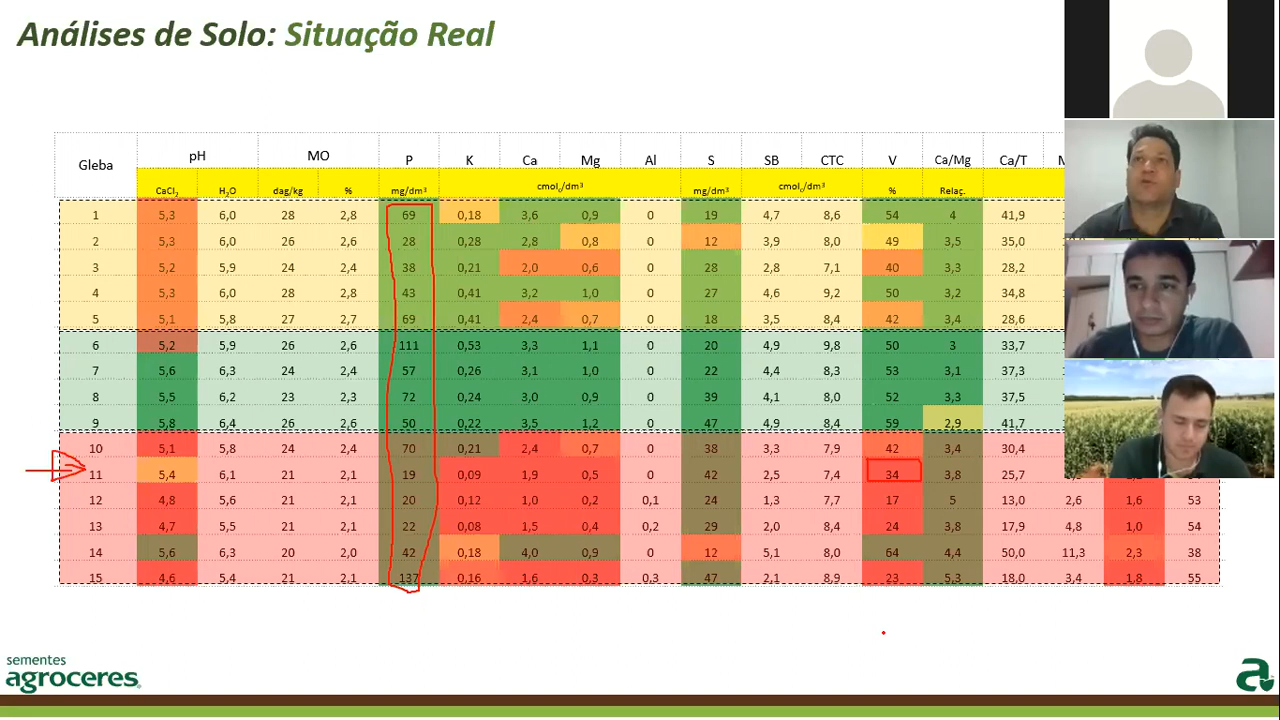 Análises de Solo: Situação Real
Gleba pH MO P K Ca Mg Al S SB CTC V Ca/Mg Ca/T
CaCl₂ H₂O dag/kg % mg/dm³ cmolc/dm³ mg/dm³ cmolc/dm³ % Relaç.
1 5,3 6,0 28 2,8 69 0,18 3,6 0,9 0 19 4,7 8,6 54 4 41,9
2 5,3 6,0 26 2,6 28 0,28 2,8 0,8 0 12 3,9 8,0 49 3,5 35,0
3 5,2 5,9 24 2,4 38 0,21 2,0 0,6 0 28 2,8 7,1 40 3,3 28,2
4 5,3 6,0 28 2,8 43 0,41 3,2 1,0 0 27 4,6 9,2 50 3,2 34,8
5 5,1 5,8 27 2,7 69 0,41 2,4 0,7 0 18 3,5 8,4 42 3,4 28,6
6 5,2 5,9 26 2,6 111 0,53 3,3 1,1 0 20 4,9 9,8 50 3 33,7
7 5,6 6,3 24 2,4 57 0,26 3,1 1,0 0 22 4,4 8,3 53 3,1 37,3
8 5,5 6,2 23 2,3 72 0,24 3,0 0,9 0 39 4,1 8,0 52 3,3 37,5
9 5,8 6,4 26 2,6 50 0,22 3,5 1,2 0 47 4,9 8,4 59 2,9 41,7
10 5,1 5,8 24 2,4 70 0,21 2,4 0,7 0 38 3,3 7,9 42 3,4 30,4
11 5,4 6,1 21 2,1 19 0,09 1,9 0,5 0 42 2,5 7,4 34 3,8 25,7
12 4,8 5,6 21 2,1 20 0,12 1,0 0,2 0,1 24 1,3 7,7 17 5 13,0 2,6 1,6 53
13 4,7 5,5 21 2,1 22 0,08 1,5 0,4 0,2 29 2,0 8,4 24 3,8 17,9 4,8 1,0 54
14 5,6 6,3 20 2,0 42 0,18 4,0 0,9 0 12 5,1 8,0 64 4,4 50,0 11,3 2,3 38
15 4,6 5,4 21 2,1 137 0,16 1,6 0,3 0,3 47 2,1 8,9 23 5,3 18,0 3,4 1,8 55
sementes
agroceres